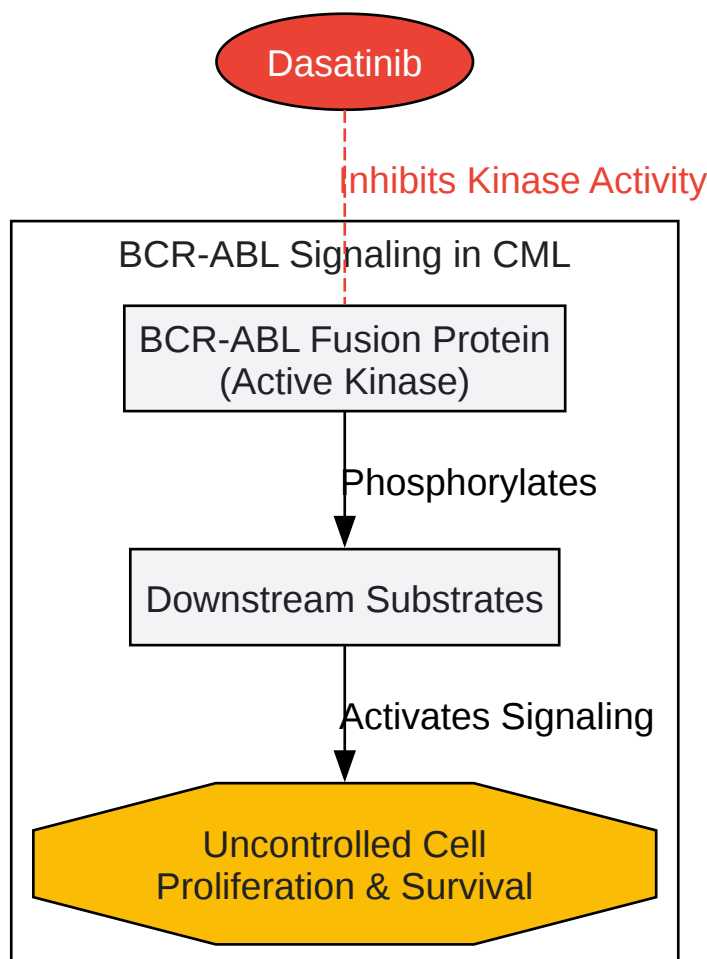 Dasatinib
Inhibits Kinase Activity
BCR-ABL Signaling in CML
BCR-ABL Fusion Protein
(Active Kinase)
Phosphorylates
Downstream Substrates
Activates Signaling
Uncontrolled Cell
Proliferation & Survival